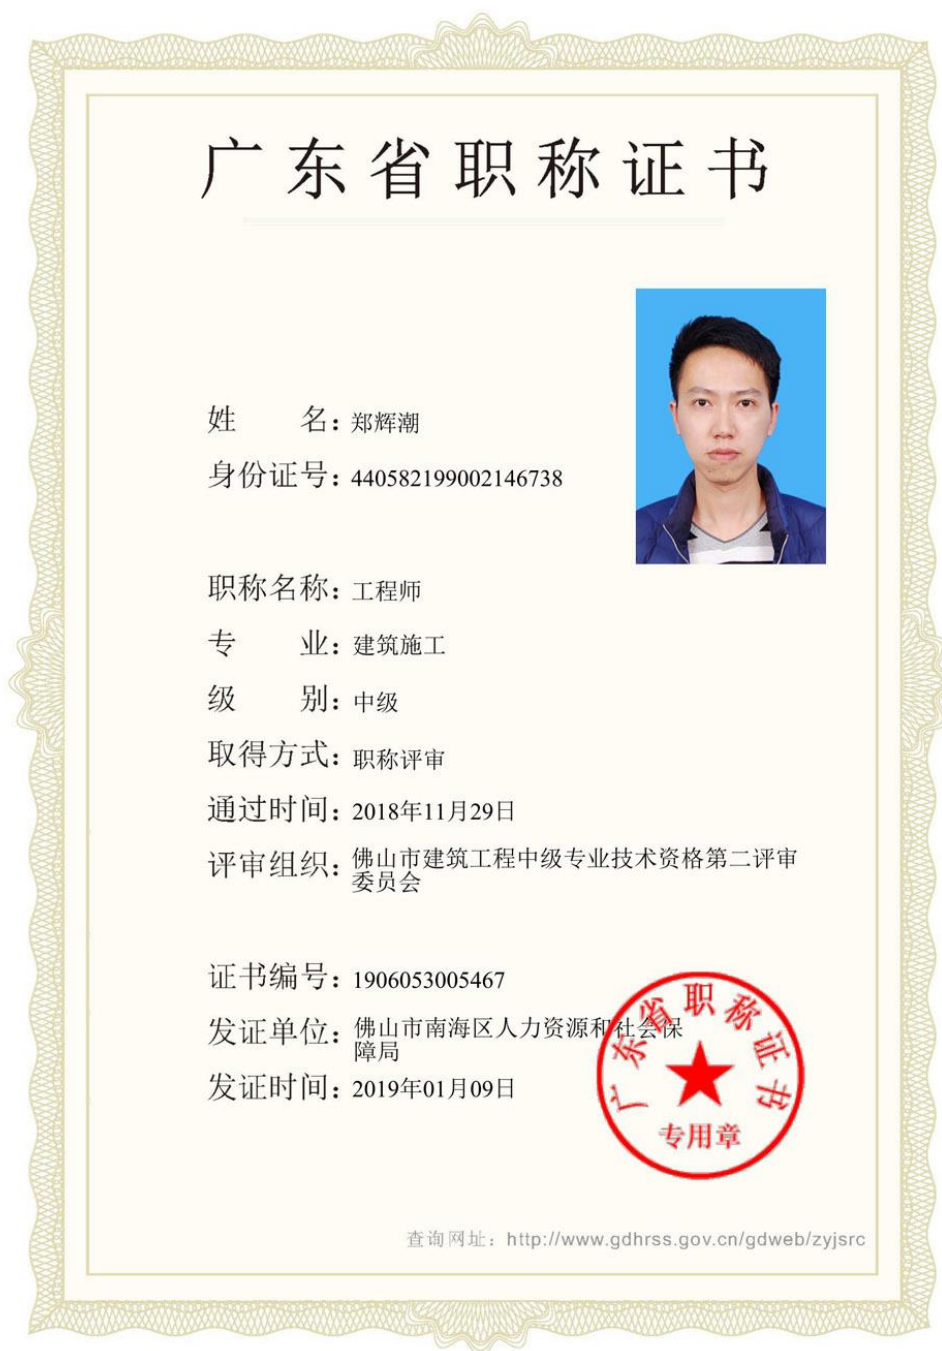 广东省职称证书
姓 名：郑辉潮
身份证号：440582199002146738
职称名称：工程师
专 业：建筑施工
级 别：中级
取得方式：职称评审
通过时间：2018年11月29日
评审组织：佛山市建筑工程中级专业技术资格第二评审
委员会
证书编号：1906053005467
发证单位：佛山市南海区人力资源和社会保
障局
发证时间：2019年01月09日
广东省职称证书
专用章
查询网址：http://www.gdhrss.gov.cn/gdweb/zyjsrc